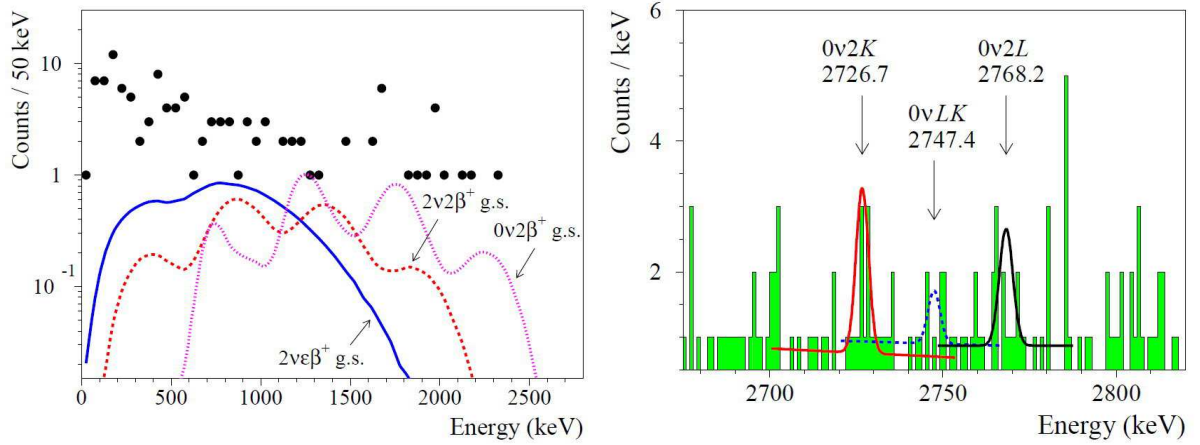 Counts / 50 keV
10
1
-1
10
2ν2β⁺ g.s.
0ν2β⁺ g.s.
2νεβ⁺ g.s.
0 500 1000 1500 2000 2500
Energy (keV)
Counts / keV
6
4
2
0
0ν2K
2726.7
0νLK
2747.4
0ν2L
2768.2
2700 2750 2800
Energy (keV)